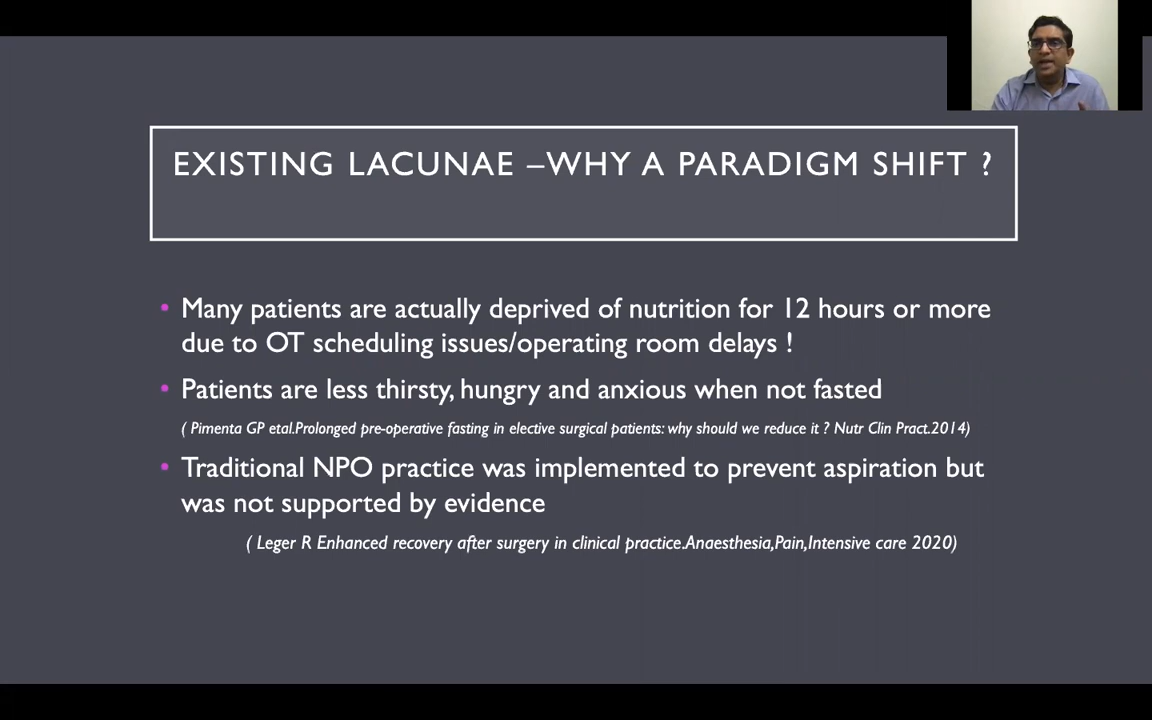 EXISTING LACUNAE –WHY A PARADIGM SHIFT ?
• Many patients are actually deprived of nutrition for 12 hours or more
due to OT scheduling issues/operating room delays !
• Patients are less thirsty, hungry and anxious when not fasted
( Pimenta GP etal.Prolonged pre-operative fasting in elective surgical patients: why should we reduce it ? Nutr Clin Pract.2014)
• Traditional NPO practice was implemented to prevent aspiration but
was not supported by evidence
( Leger R Enhanced recovery after surgery in clinical practice.Anaesthesia,Pain,Intensive care 2020)